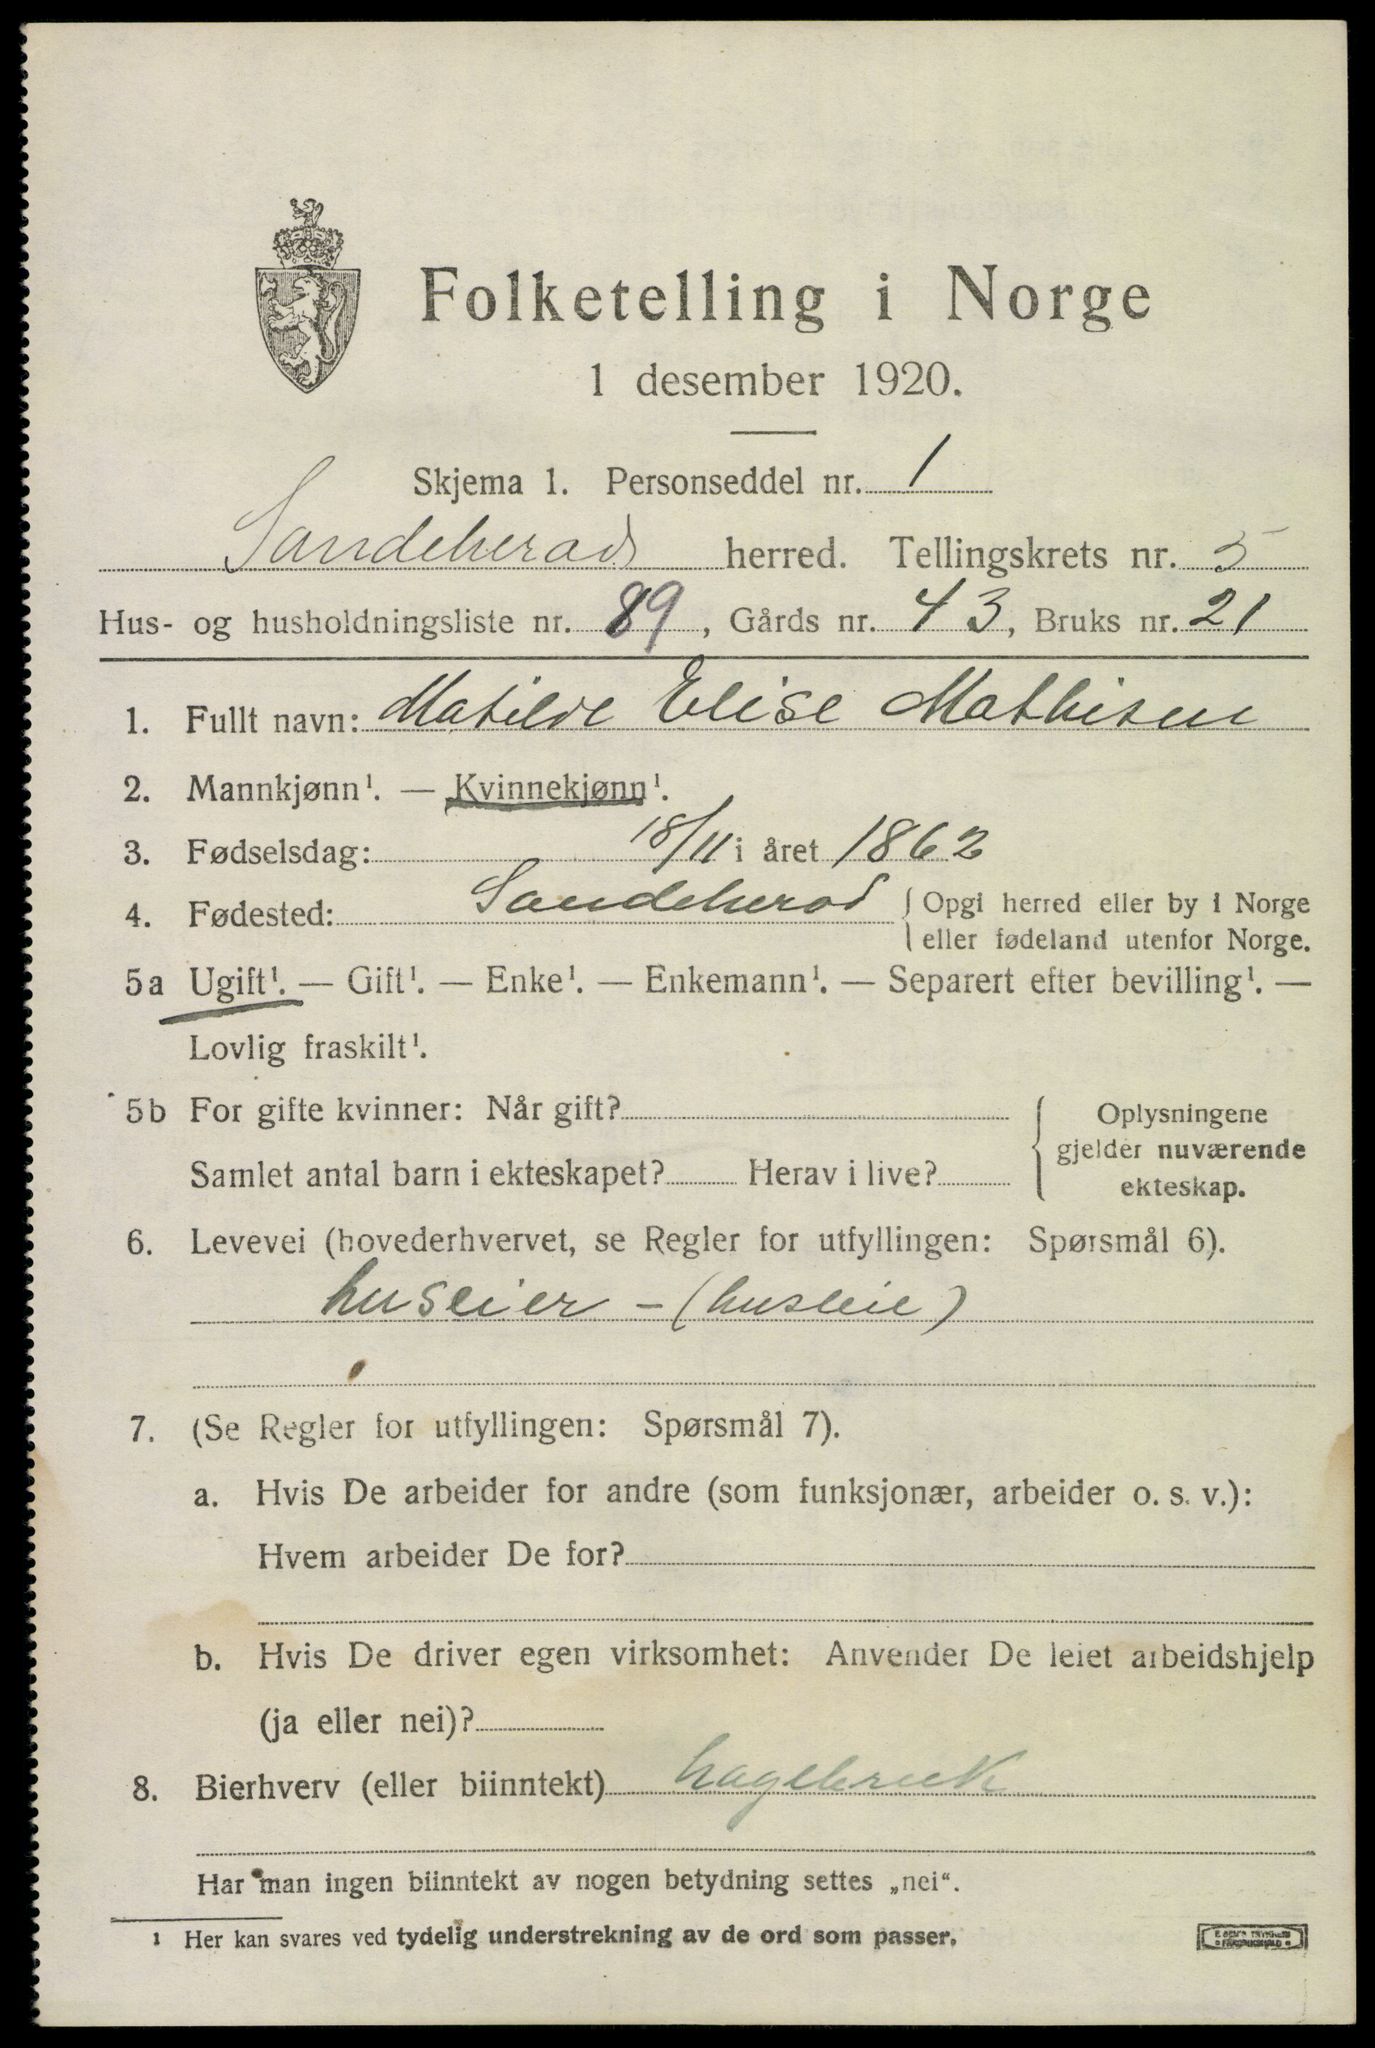 Folketelling i Norge
1 desember 1920.
Skjema 1. Personseddel nr. 1
Sandeherad herred. Tellingskrets nr. 5
Hus- og husholdningsliste nr. 89, Gårds nr. 43, Bruks nr. 21
1. Fullt navn: Matilde Elise Mathisen
2. Mannkjønn¹. — Kvinnekjønn¹.
3. Fødselsdag: 18/11 i året 1862
4. Fødested: Sandeherad { Opgi herred eller by i Norge
eller fødeland utenfor Norge.
5a Ugift¹. — Gift¹. — Enke¹. — Enkemann¹. — Separert efter bevilling¹. —
Lovlig fraskilt¹.
5b For gifte kvinner: Når gift?
Samlet antal barn i ekteskapet? Herav i live?
{ Oplysningene
gjelder nuværende
ekteskap.
6. Levevei (hovederhvervet, se Regler for utfyllingen: Spørsmål 6).
huseier - (husleie)
7. (Se Regler for utfyllingen: Spørsmål 7).
a. Hvis De arbeider for andre (som funksjonær, arbeider o. s. v.):
Hvem arbeider De for?
b. Hvis De driver egen virksomhet: Anvender De leiet arbeidshjelp
(ja eller nei)?
8. Bierhverv (eller biinntekt) hagebruk
Har man ingen biinntekt av nogen betydning settes „nei“.
¹ Her kan svares ved tydelig understrekning av de ord som passer.